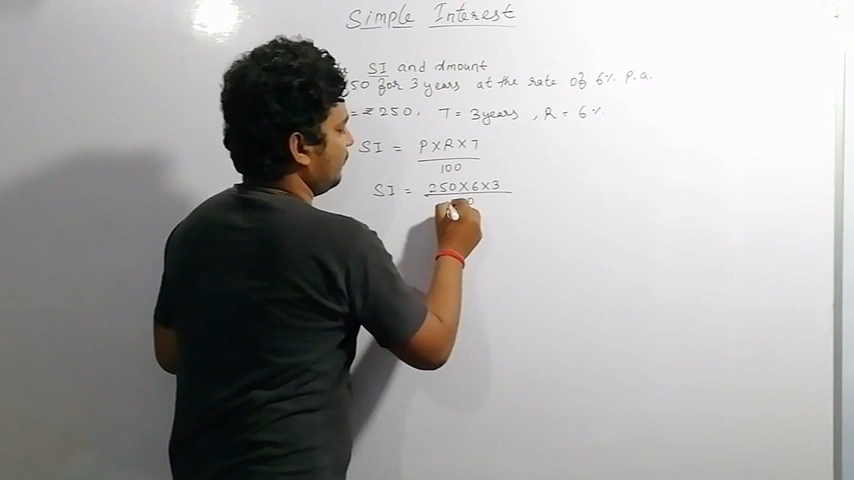 Simple Interest
SI and Amount
50 for 3 years at the rate of 6% p.a.
= ₹250, T = 3 years, R = 6%
SI = P×R×T
100
SI = 250×6×3